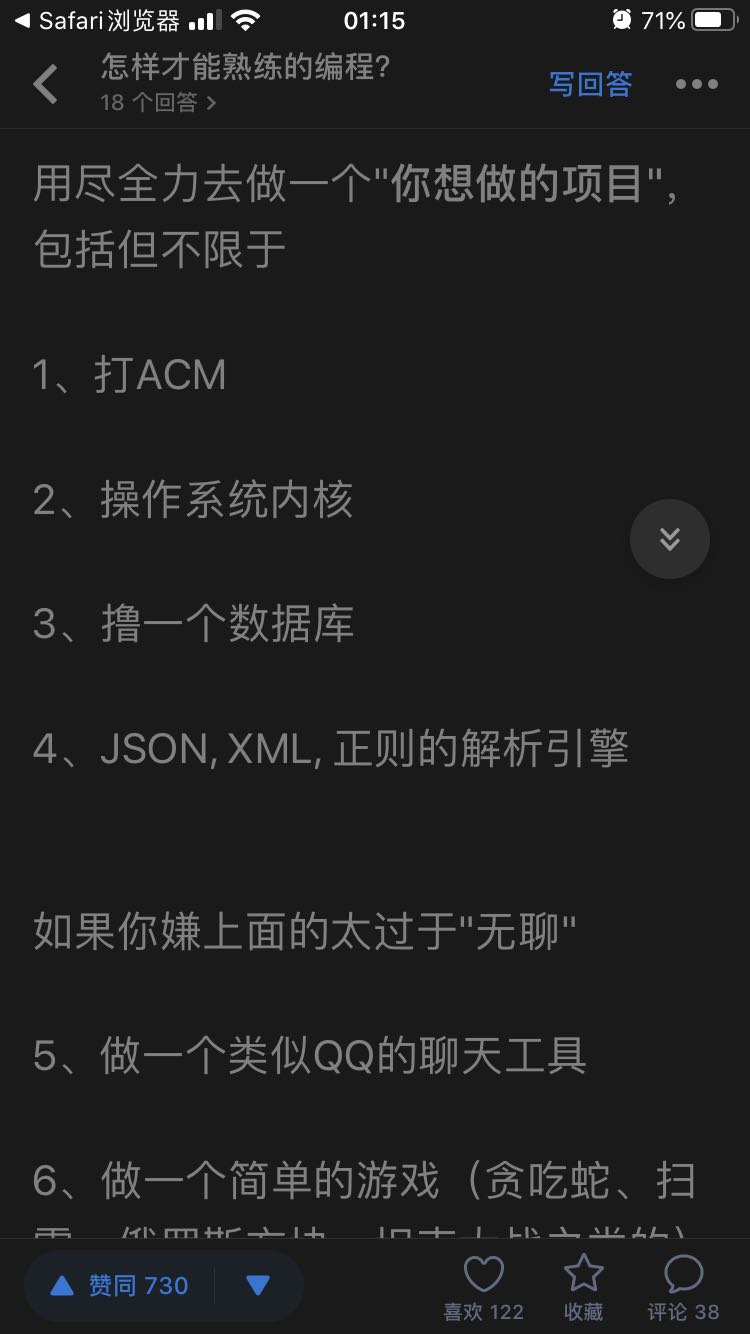 ◀ Safari浏览器 01:15 71%
怎样才能熟练的编程?
18 个回答 >
写回答
用尽全力去做一个"你想做的项目",
包括但不限于
1、打ACM
2、操作系统内核
3、撸一个数据库
4、JSON, XML, 正则的解析引擎
如果你嫌上面的太过于"无聊"
5、做一个类似QQ的聊天工具
6、做一个简单的游戏（贪吃蛇、扫
赞同 730
喜欢 122 收藏 评论 38